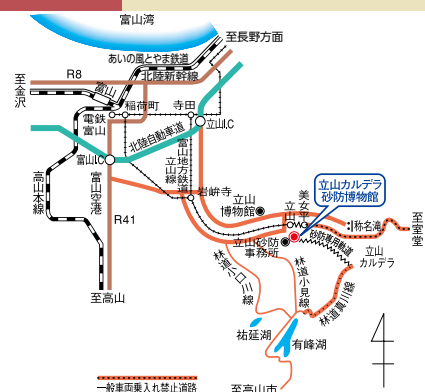 富山湾
至長野方面
あいの風とやま鉄道
北陸新幹線
R8
至金沢
富山
稲荷町
寺田
電鉄富山
立山I.C
北陸自動車道
富山I.C
富山地方鉄道
立山線
高山本線
富山空港
岩峅寺
R41
至高山
立山
博物館
立山
美女平
立山カルデラ
砂防博物館
称名滝
至室堂
砂防専用軌道
立山
カルデラ
立山砂防
事務所
林道小口川線
林道小見線
林道真川線
祐延湖
有峰湖
至高山市
一般車両乗入れ禁止道路
4